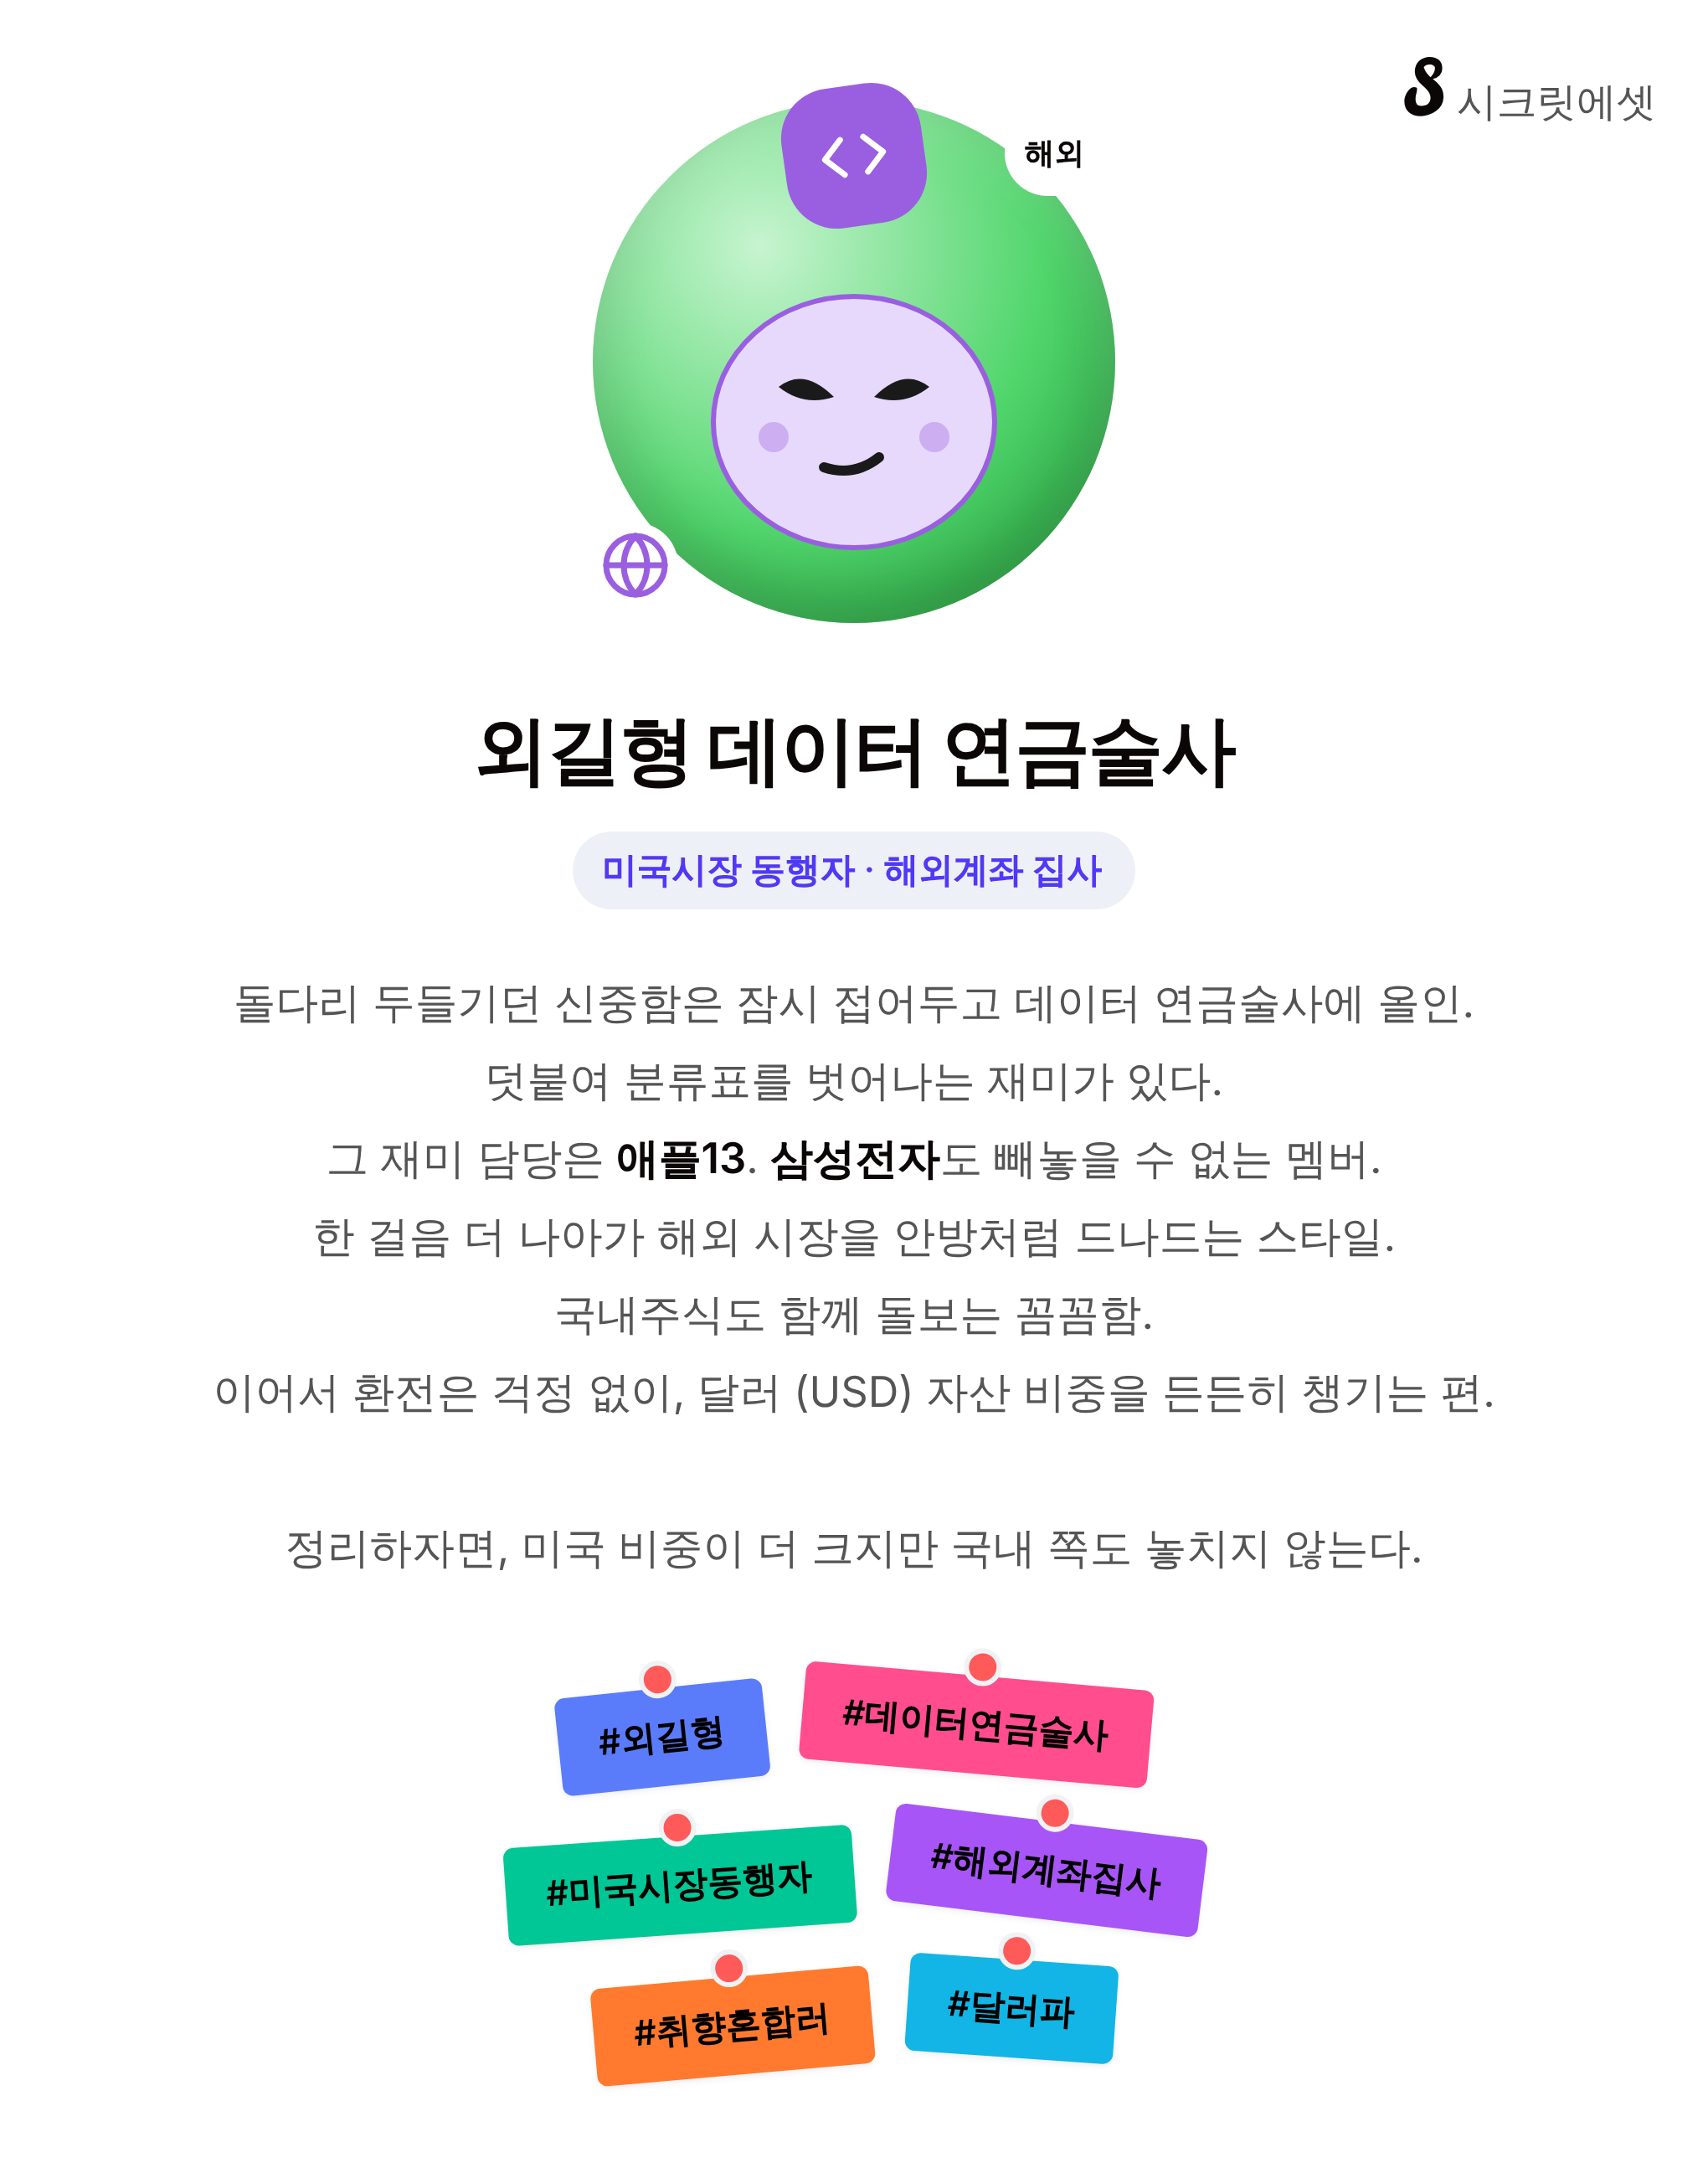 시크릿에셋
해외
외길형 데이터 연금술사
미국시장 동행자 · 해외계좌 집사
돌다리 두들기던 신중함은 잠시 접어두고 데이터 연금술사에 올인.
덧붙여 분류표를 벗어나는 재미가 있다.
그 재미 담당은 애플13. 삼성전자도 빼놓을 수 없는 멤버.
한 걸음 더 나아가 해외 시장을 안방처럼 드나드는 스타일.
국내주식도 함께 돌보는 꼼꼼함.
이어서 환전은 걱정 없이, 달러 (USD) 자산 비중을 든든히 챙기는 편.
정리하자면, 미국 비중이 더 크지만 국내 쪽도 놓치지 않는다.
#외길형
#데이터연금술사
#미국시장동행자
#해외계좌집사
#취향혼합러
#달러파